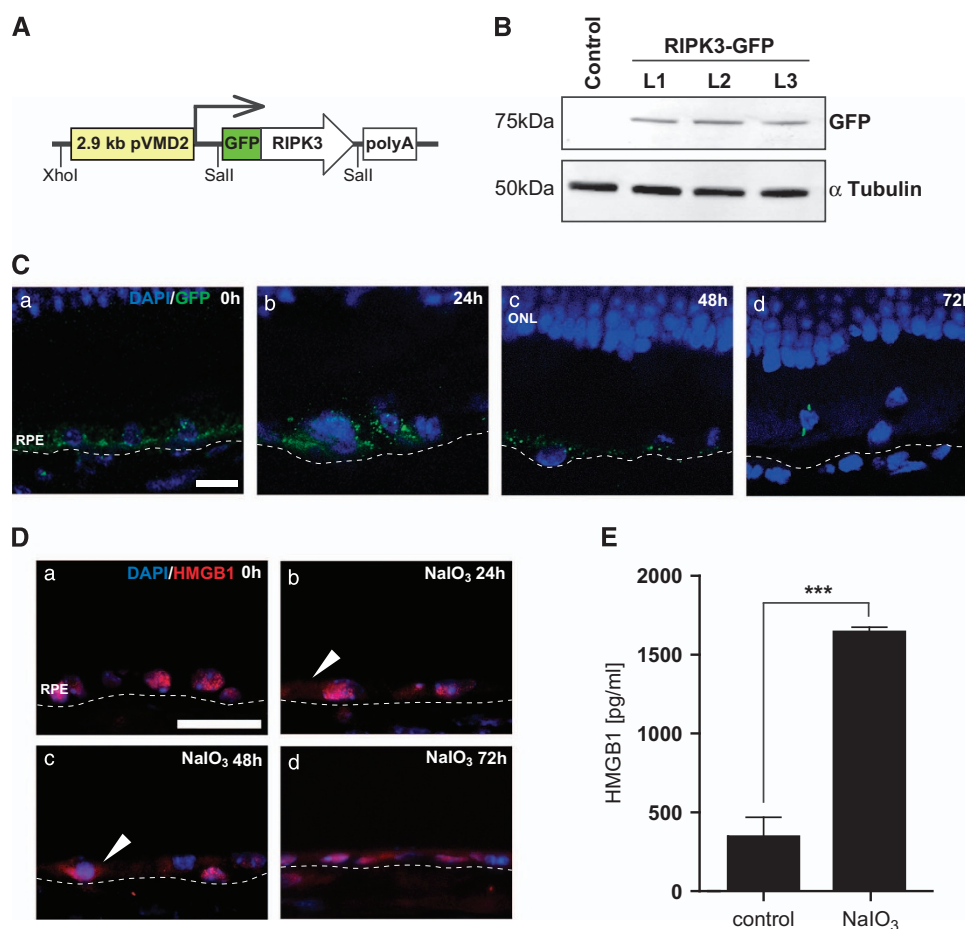 A
2.9 kb pVMD2
GFP
RIPK3
polyA
XhoI
SalI
SalI
B
Control
RIPK3-GFP
L1 L2 L3
75kDa
GFP
50kDa
α Tubulin
C
a
DAPI/GFP 0h
RPE
b
24h
c
48h
ONL
d
72h
D
a
DAPI/HMGB1 0h
RPE
b
NaIO₃ 24h
c
NaIO₃ 48h
d
NaIO₃ 72h
E
2000
***
1500
1000
500
0
HMGB1 [pg/ml]
control
NaIO₃